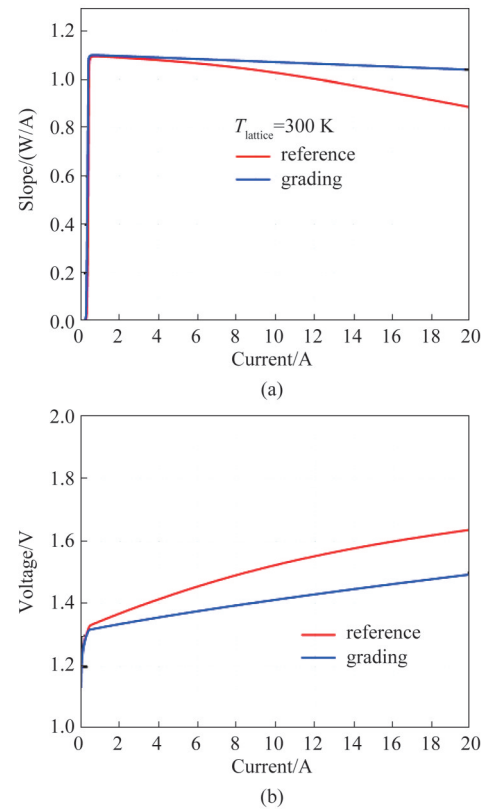 1.2
1.0
0.8
0.6
0.4
0.2
0.0
Slope/(W/A)
T_lattice=300 K
reference
grading
0 2 4 6 8 10 12 14 16 18 20
Current/A
(a)
2.0
1.8
1.6
1.4
1.2
1.0
Voltage/V
reference
grading
0 2 4 6 8 10 12 14 16 18 20
Current/A
(b)